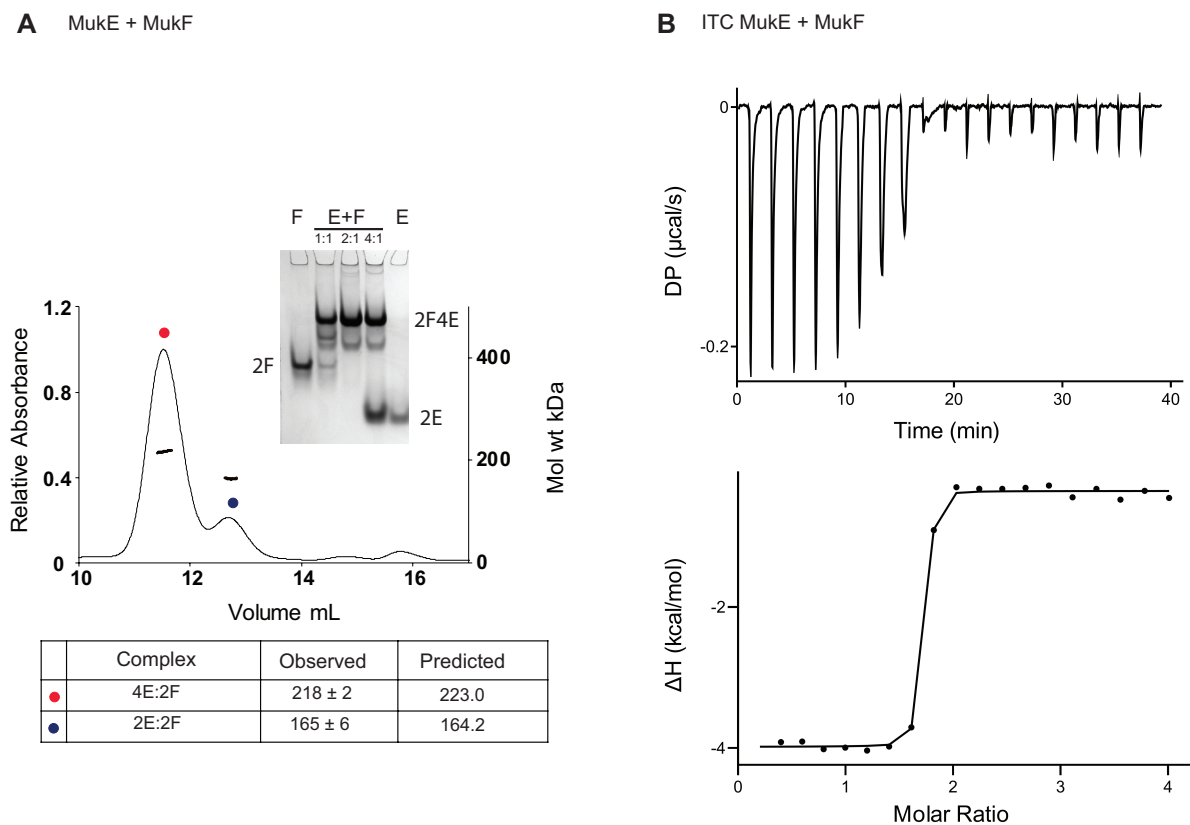 A MukE + MukF
F E+F E
1:1 2:1 4:1
2F4E
2F
2E
1.2
0.8
0.4
0
Relative Absorbance
400
200
0
Mol wt kDa
10 12 14 16
Volume mL
Complex Observed Predicted
4E:2F 218 ± 2 223.0
2E:2F 165 ± 6 164.2
B ITC MukE + MukF
0
-0.2
DP (µcal/s)
0 10 20 30 40
Time (min)
-2
-4
ΔH (kcal/mol)
0 1 2 3 4
Molar Ratio